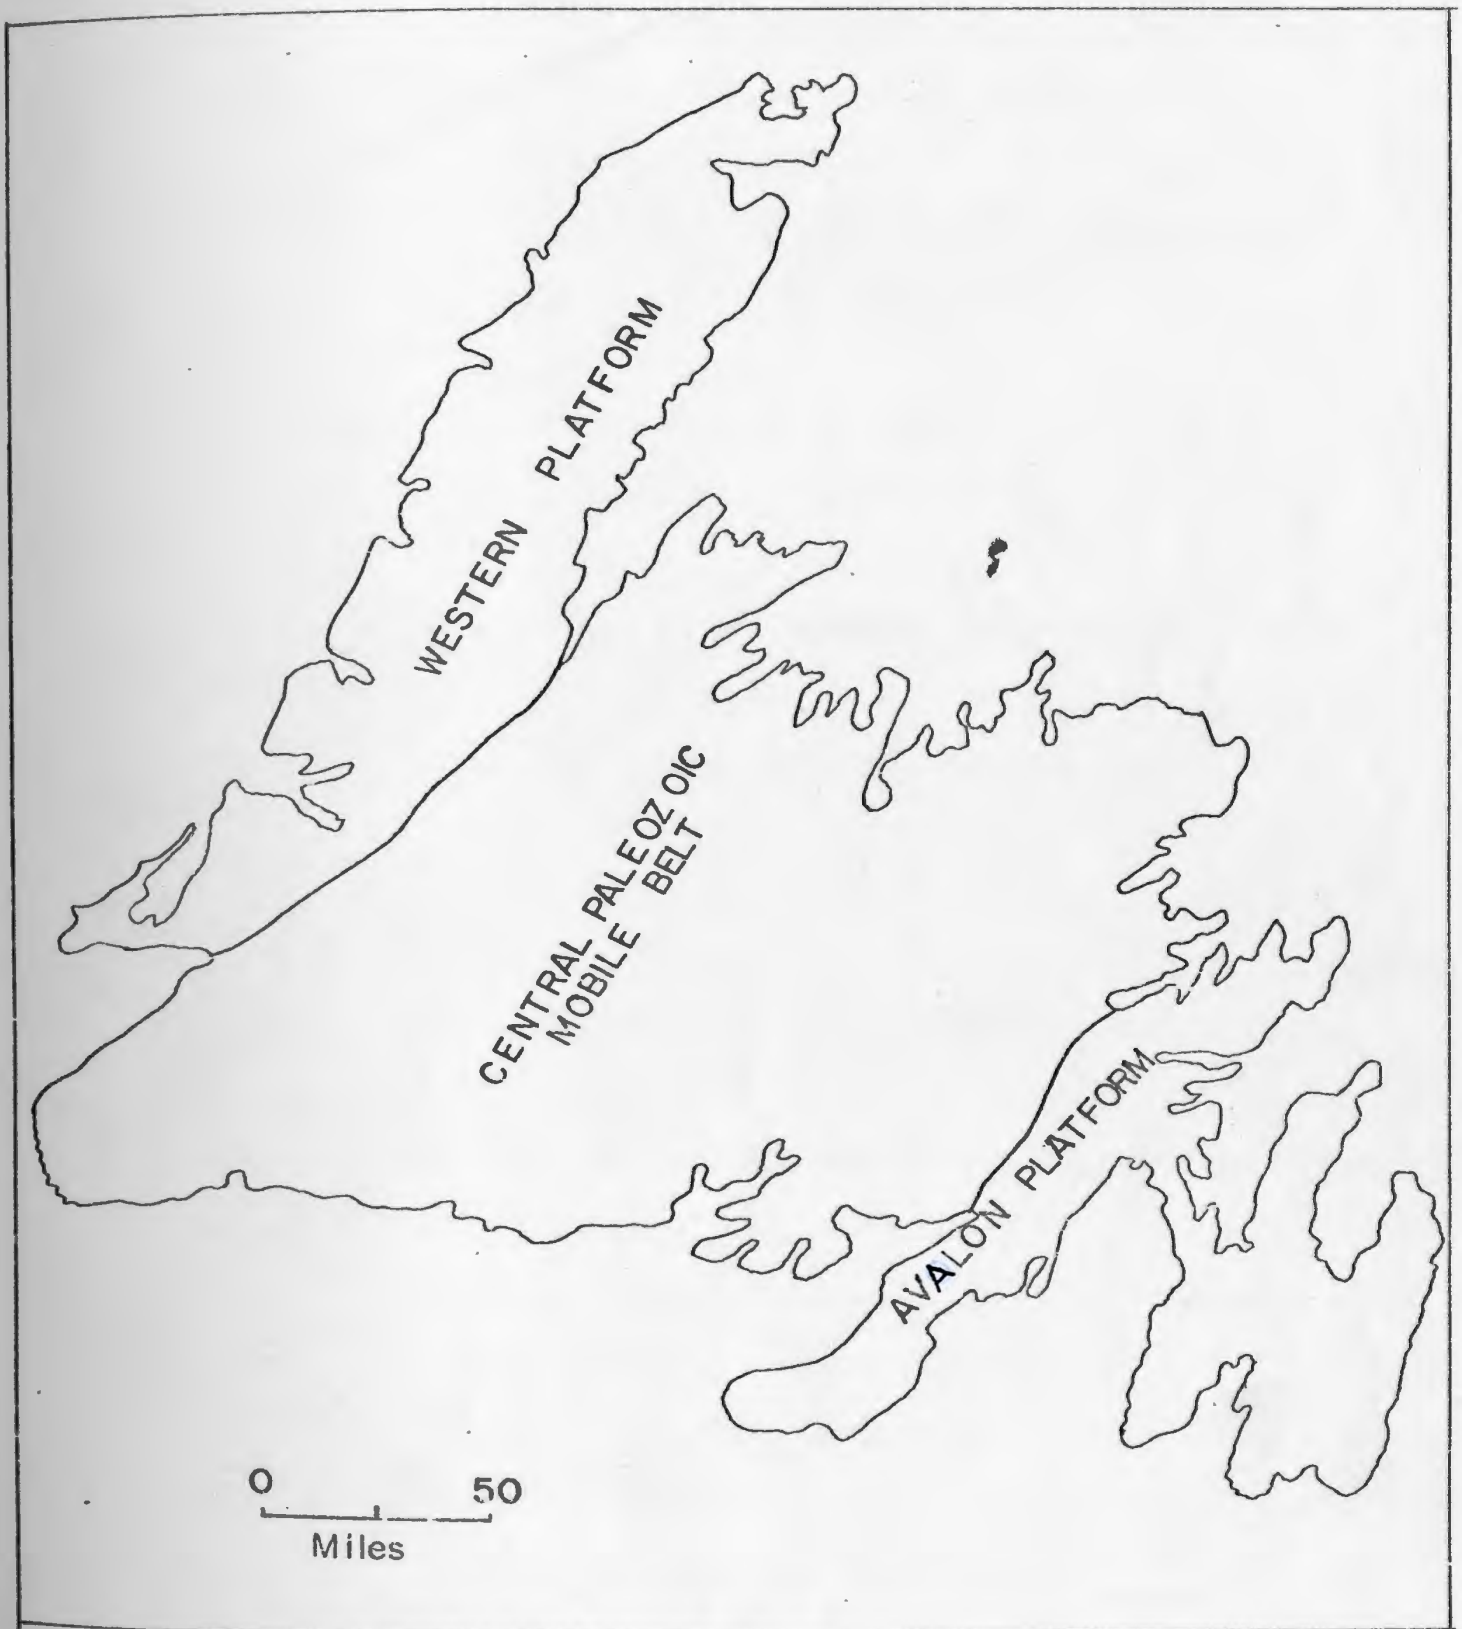 WESTERN PLATFORM
CENTRAL PALEOZOIC
MOBILE BELT
AVALON PLATFORM
0 50
Miles